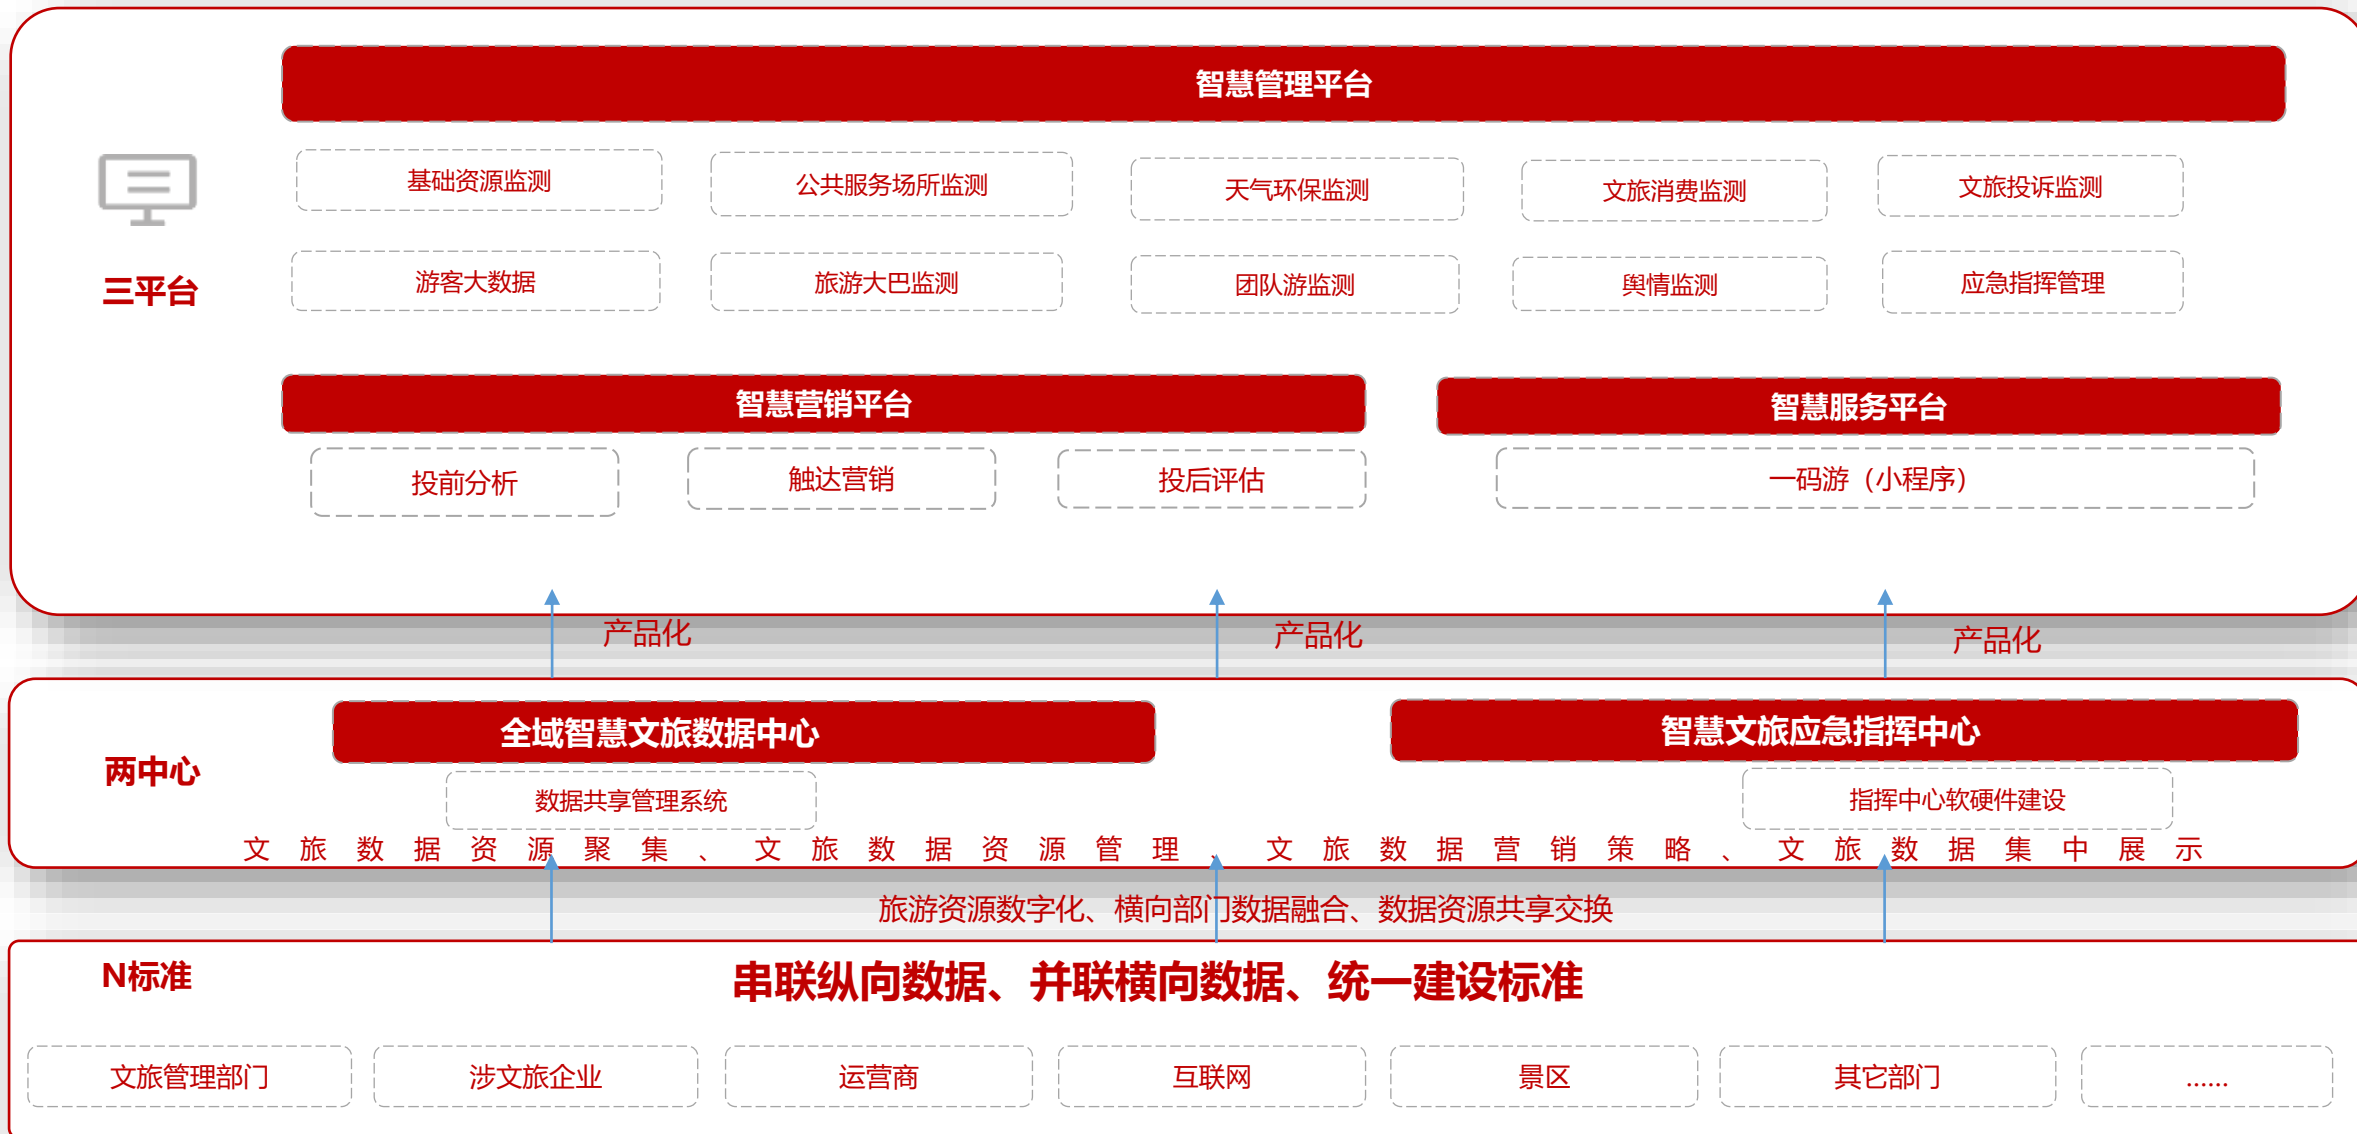 智慧管理平台
基础资源监测
公共服务场所监测
天气环保监测
文旅消费监测
文旅投诉监测
三平台
游客大数据
旅游大巴监测
团队游监测
舆情监测
应急指挥管理
智慧营销平台
智慧服务平台
投前分析
触达营销
投后评估
一码游（小程序）
产品化
产品化
产品化
全域智慧文旅数据中心
智慧文旅应急指挥中心
两中心
数据共享管理系统
指挥中心软硬件建设
文旅数据资源聚集、文旅数据资源管理、文旅数据营销策略、文旅数据集中展示
旅游资源数字化、横向部门数据融合、数据资源共享交换
N标准
串联纵向数据、并联横向数据、统一建设标准
文旅管理部门
涉文旅企业
运营商
互联网
景区
其它部门
......